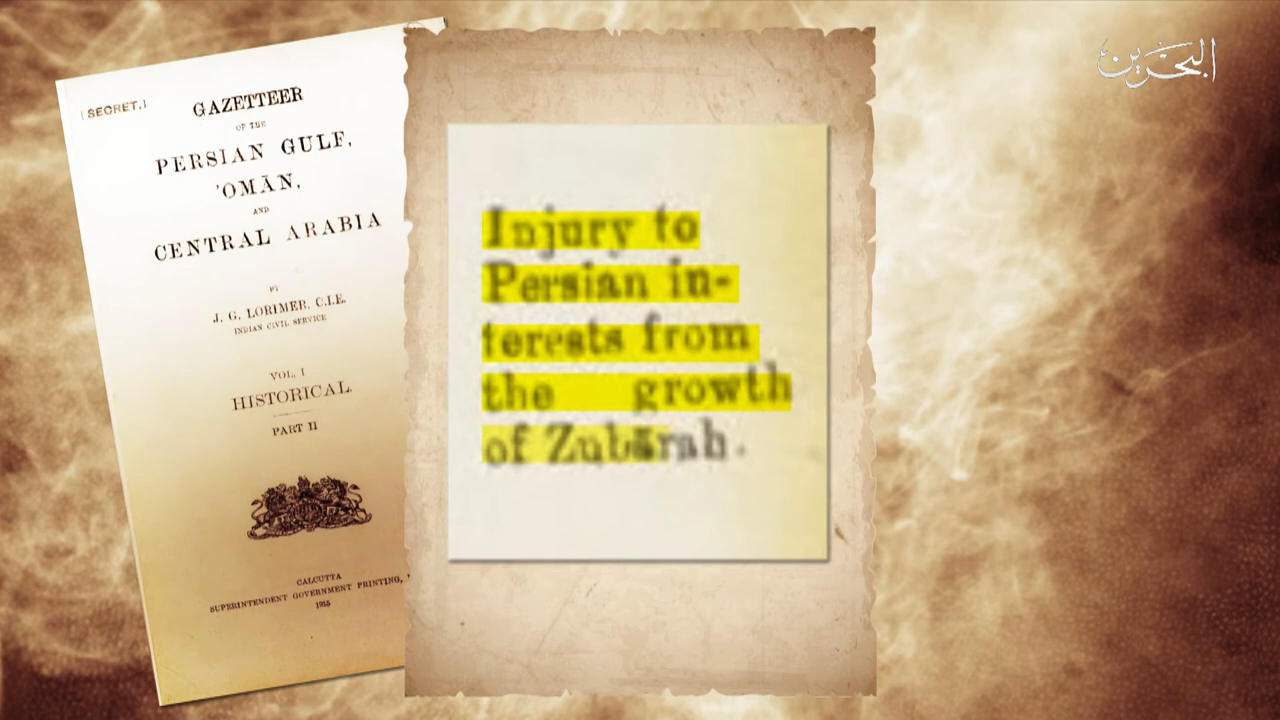 [SECRET.]
GAZETTEER
OF THE
PERSIAN GULF,
'OMĀN,
AND
CENTRAL ARABIA
BY
J. G. LORIMER, C.I.E.
INDIAN CIVIL SERVICE
VOL. I
HISTORICAL
PART II
CALCUTTA
SUPERINTENDENT GOVERNMENT PRINTING,
1915
Injury to
Persian in-
terests from
the growth
of Zubārah.
البحرين